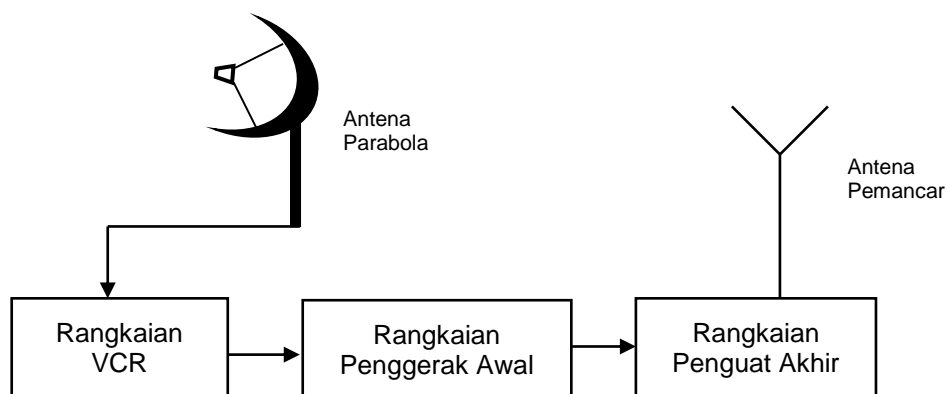 Antena
Parabola
Antena
Pemancar
Rangkaian
VCR
Rangkaian
Penggerak Awal
Rangkaian
Penguat Akhir